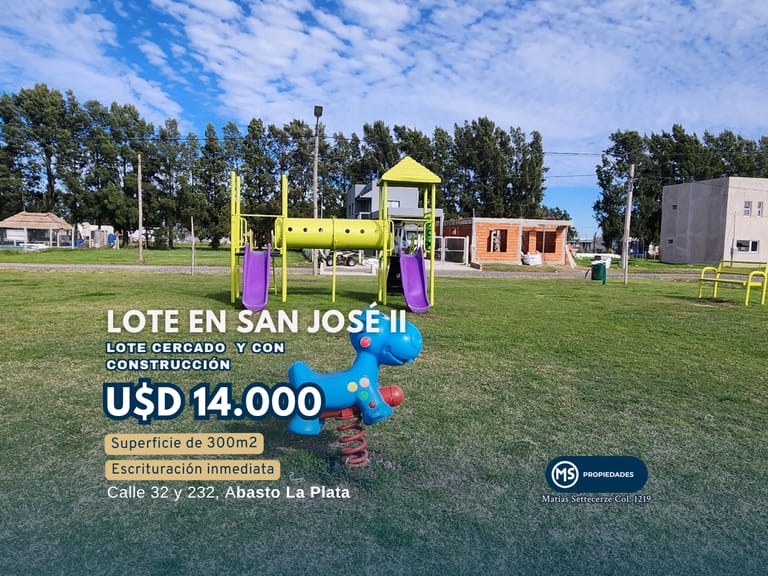 LOTE EN SAN JOSÉ II
LOTE CERCADO Y CON
CONSTRUCCIÓN
U$D 14.000
Superficie de 300m2
Escrituración inmediata
Calle 32 y 232, Abasto La Plata
MS PROPIEDADES
Matías Settecerze Col. 1219